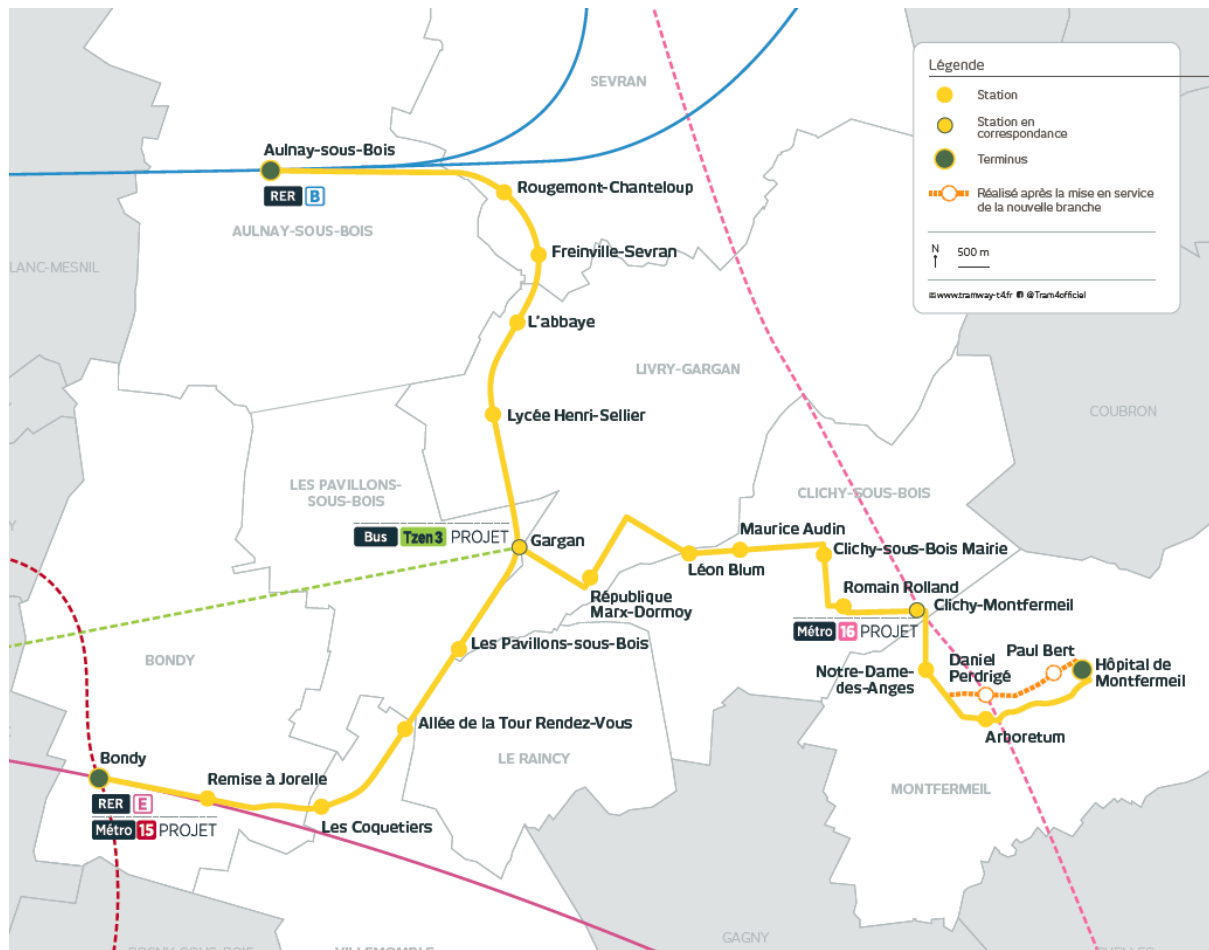 SEVRAN
Légende
Station
Station en
correspondance
Terminus
Réalisé après la mise en service
de la nouvelle branche
N
500 m
www.tramway-t4.fr @Tram4officiel
Aulnay-sous-Bois
RER B
Rougemont-Chanteloup
AULNAY-SOUS-BOIS
Freinville-Sevran
LANC-MESNIL
L'abbaye
LIVRY-GARGAN
COUBRON
Lycée Henri-Sellier
LES PAVILLONS-
SOUS-BOIS
CLICHY-SOUS-BOIS
Bus Tzen 3 PROJET
Gargan
Maurice Audin
Clichy-sous-Bois Mairie
Léon Blum
République
Marx-Dormoy
Romain Rolland
Clichy-Montfermeil
Métro 16 PROJET
Les Pavillons-sous-Bois
BONDY
Notre-Dame-
des-Anges
Daniel
Perdrigé
Paul Bert
Hôpital de
Montfermeil
Allée de la Tour Rendez-Vous
Arboretum
LE RAINCY
Bondy
Remise à Jorelle
MONTFERMEIL
RER E
Métro 15 PROJET
Les Coquetiers
GAGNY